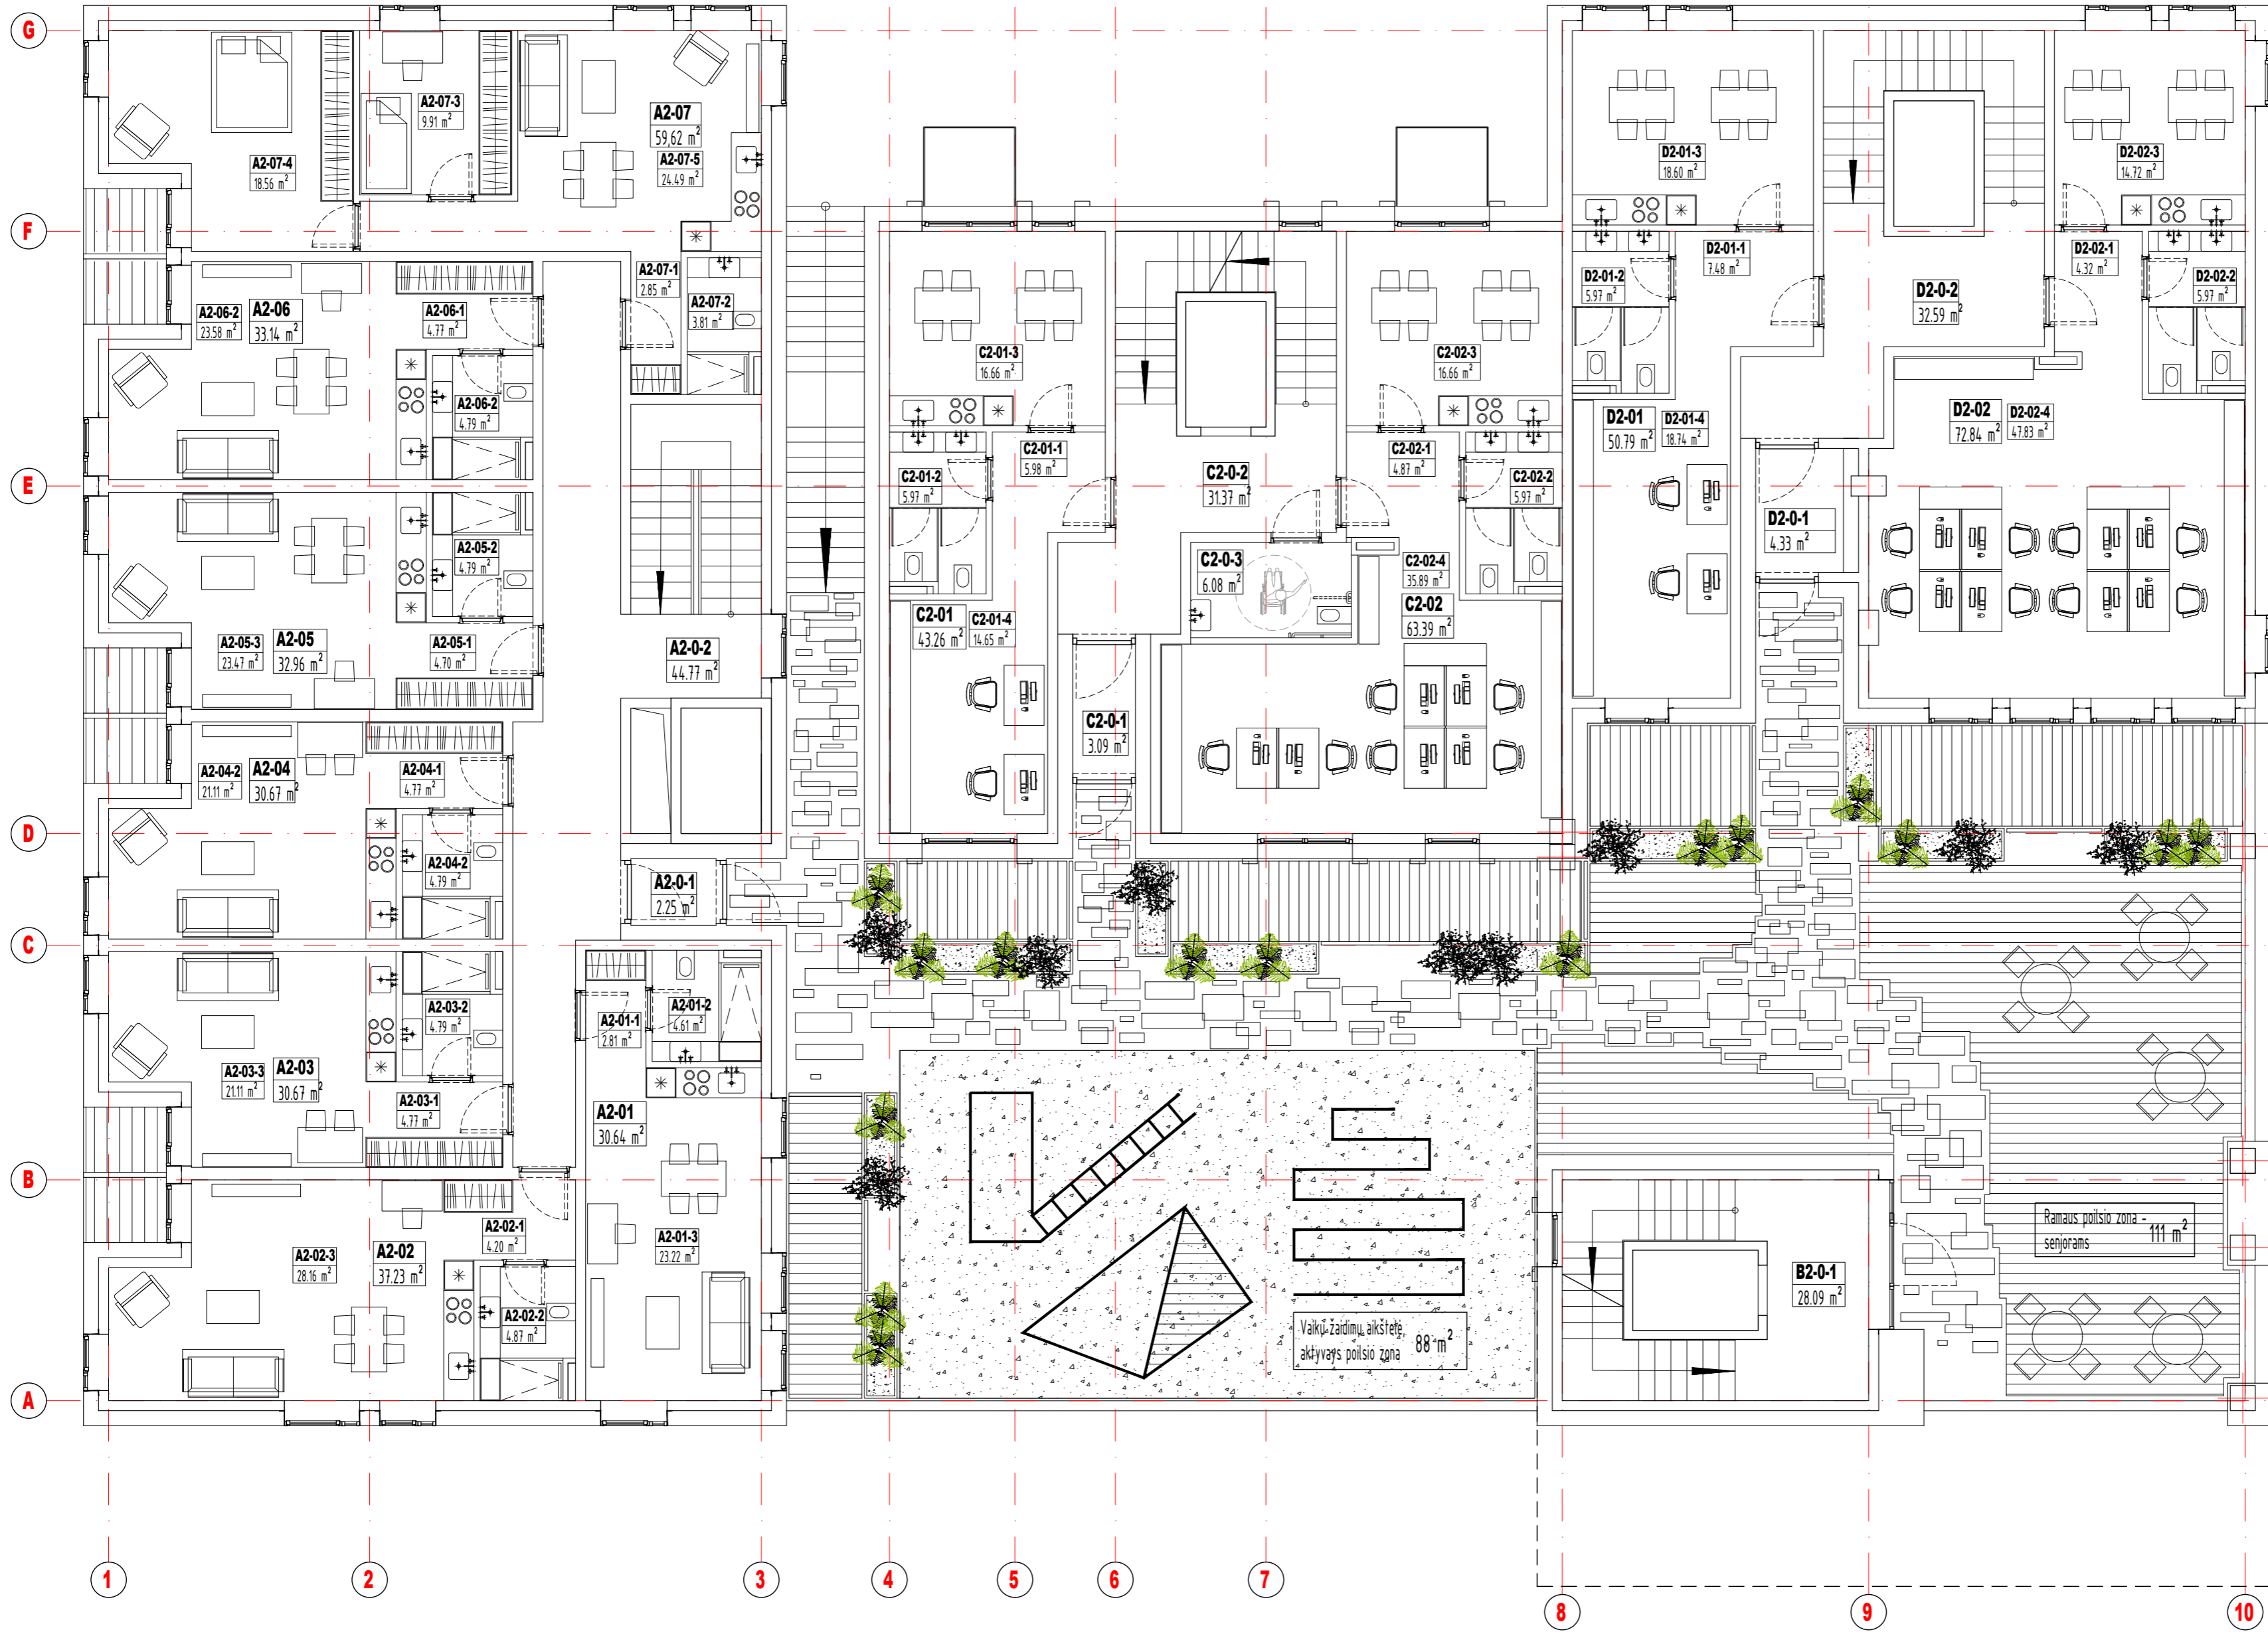 G
F
E
D
C
B
A
A2-07-4
18.56 m²
A2-07-3
9.91 m²
A2-07
59,62 m²
A2-07-5
24.49 m²
A2-07-1
2.85 m²
A2-07-2
3.81 m²
A2-06-2
23.58 m²
A2-06
33.14 m²
A2-06-1
4.77 m²
A2-06-2
4.79 m²
A2-05-2
4.79 m²
A2-05-3
23.47 m²
A2-05
32.96 m²
A2-05-1
4.70 m²
A2-0-2
44.77 m²
A2-04-2
21.11 m²
A2-04
30.67 m²
A2-04-1
4.77 m²
A2-04-2
4.79 m²
A2-0-1
2.25 m²
A2-03-2
4.79 m²
A2-03-3
21.11 m²
A2-03
30.67 m²
A2-03-1
4.77 m²
A2-01-1
2.81 m²
A2-01-2
4.61 m²
A2-01
30.64 m²
A2-01-3
23.22 m²
A2-02-3
28.16 m²
A2-02
37.23 m²
A2-02-1
4.20 m²
A2-02-2
4.87 m²
C2-01-3
16.66 m²
C2-02-3
16.66 m²
C2-01-1
5.98 m²
C2-01-2
5.97 m²
C2-0-2
31.37 m²
C2-02-1
4.87 m²
C2-02-2
5.97 m²
C2-0-3
6.08 m²
C2-02-4
35.89 m²
C2-02
63.39 m²
C2-01
43.26 m²
C2-01-4
14.65 m²
C2-0-1
3.09 m²
D2-01-3
18.60 m²
D2-02-3
14.72 m²
D2-01-1
7.48 m²
D2-01-2
5.97 m²
D2-0-2
32.59 m²
D2-02-1
4.32 m²
D2-02-2
5.97 m²
D2-01
50.79 m²
D2-01-4
18.74 m²
D2-02
72.84 m²
D2-02-4
47.83 m²
D2-0-1
4.33 m²
Ramaus poilsio zona -
senjorams
111 m²
B2-0-1
28.09 m²
Vaikų žaidimų aikštelė,
aktyvays poilsio zona
88 m²
1
2
3
4
5
6
7
8
9
10